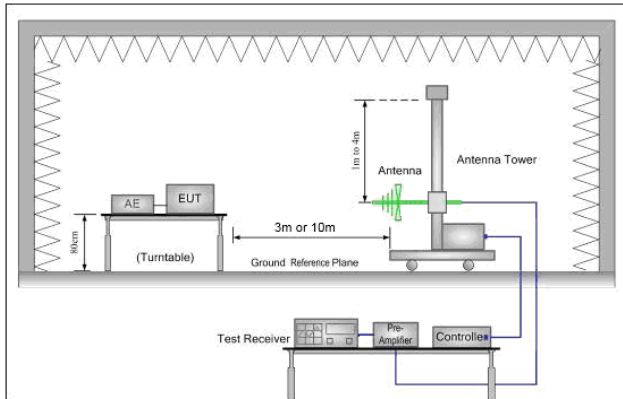 1m to 4m
Antenna
Antenna Tower
AE
EUT
80cm
(Turntable)
3m or 10m
Ground Reference Plane
Test Receiver
Pre-
Amplifier
Controlle